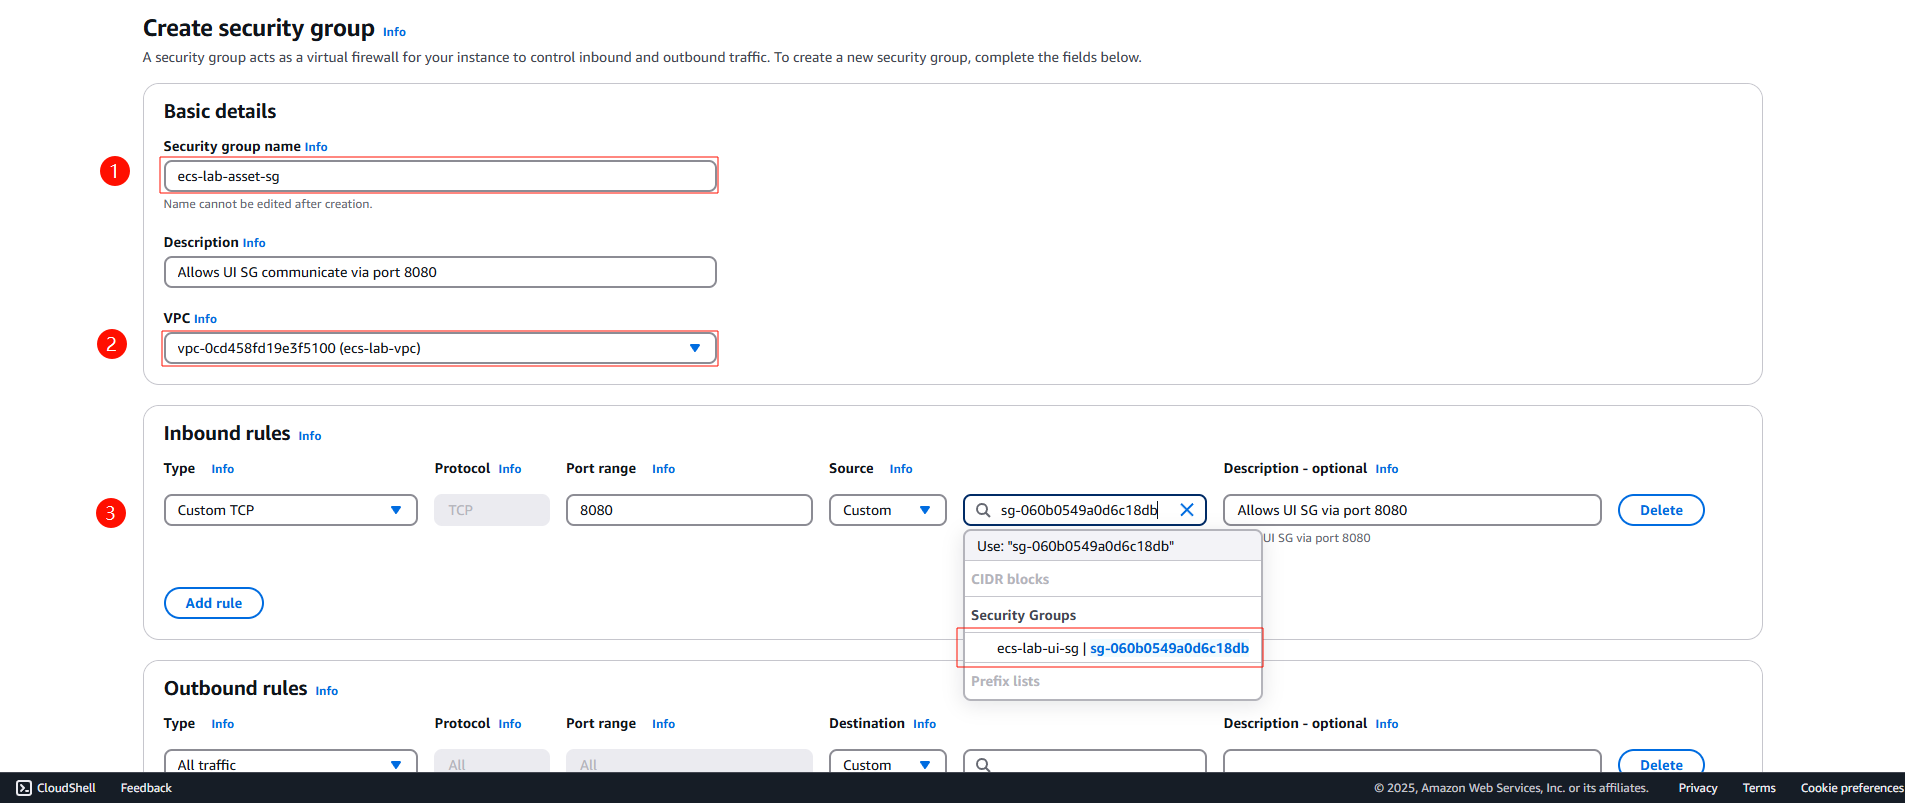 Create security group Info
A security group acts as a virtual firewall for your instance to control inbound and outbound traffic. To create a new security group, complete the fields below.
Basic details
Security group name Info
1
ecs-lab-asset-sg
Name cannot be edited after creation.
Description Info
Allows UI SG communicate via port 8080
VPC Info
2
vpc-0cd458fd19e3f5100 (ecs-lab-vpc)
Inbound rules Info
Type Info Protocol Info Port range Info Source Info Description - optional Info
3
Custom TCP TCP 8080 Custom sg-060b0549a0d6c18db Allows UI SG via port 8080 Delete
UI SG via port 8080
Use: "sg-060b0549a0d6c18db"
CIDR blocks
Add rule
Security Groups
ecs-lab-ui-sg | sg-060b0549a0d6c18db
Prefix lists
Outbound rules Info
Type Info Protocol Info Port range Info Destination Info Description - optional Info
All traffic All All Custom Delete
CloudShell Feedback © 2025, Amazon Web Services, Inc. or its affiliates. Privacy Terms Cookie preferences